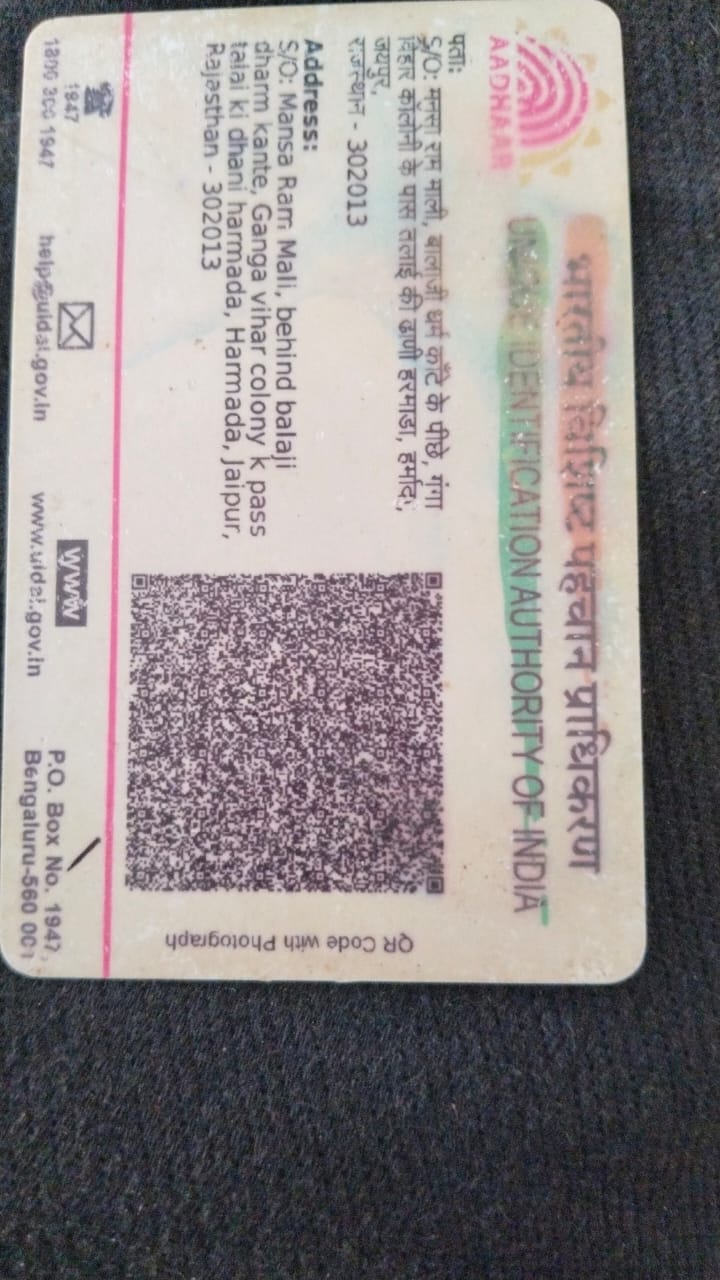 भारतीय विशिष्ट पहचान प्राधिकरण
UNIQUE IDENTIFICATION AUTHORITY OF INDIA
AADHAAR
पता:
S/O: मनसा राम माली, बालाजी धर्म काँटे के पीछे, गंगा
विहार कॉलोनी के पास तलाई की ढाणी हरमाडा, हर्माद,
जयपुर,
राजस्थान - 302013
Address:
S/O: Mansa Ram Mali, behind balaji
dharm kante, Ganga vihar colony k pass
talai ki dhani harmada, Harmada, Jaipur,
Rajasthan - 302013
QR Code with Photograph
1947
1800 300 1947
help@uidai.gov.in
www
www.uidai.gov.in
P.O. Box No. 1947,
Bengaluru-560 001